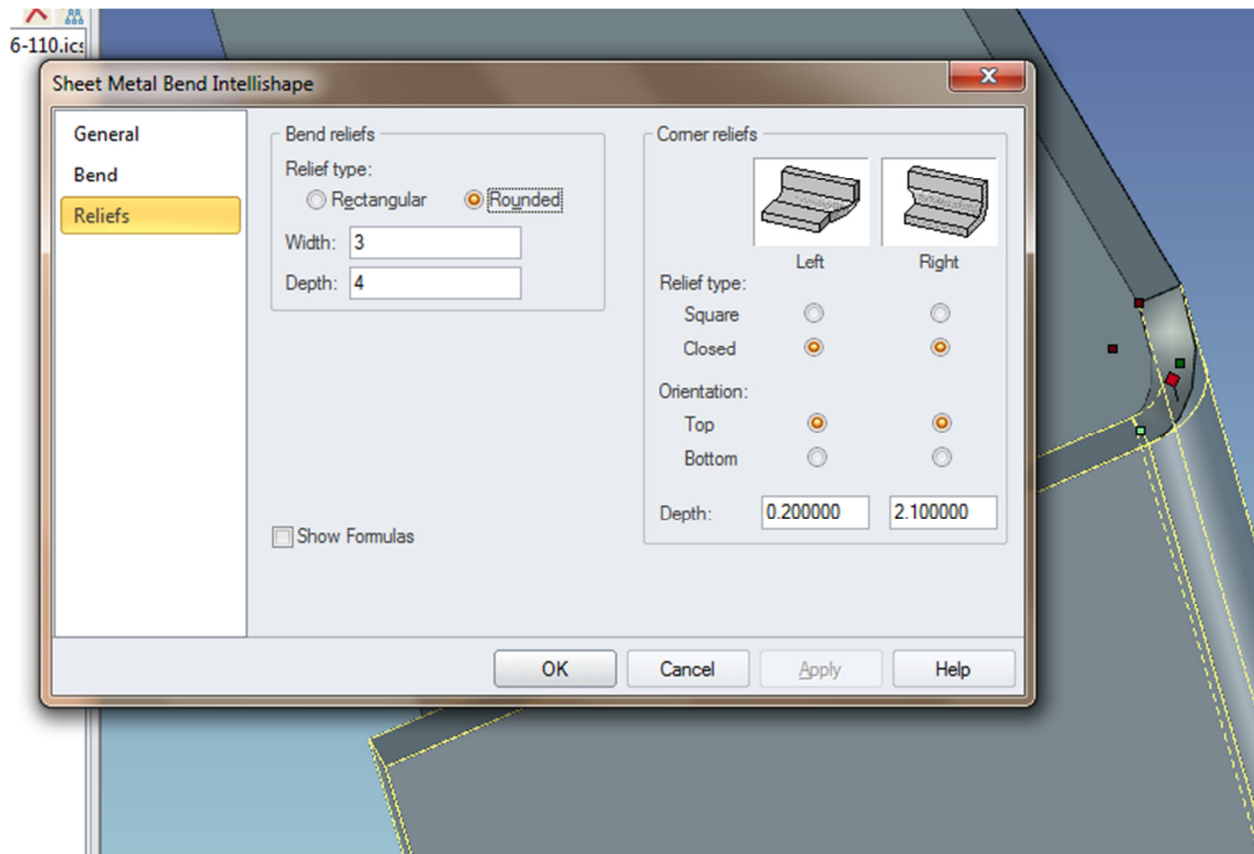 6-110.ics
Sheet Metal Bend Intellishape
General
Bend
Reliefs
Bend reliefs
Relief type:
Rectangular Rounded
Width: 3
Depth: 4
Show Formulas
Corner reliefs
Left Right
Relief type:
Square
Closed
Orientation:
Top
Bottom
Depth: 0.200000 2.100000
OK Cancel Apply Help